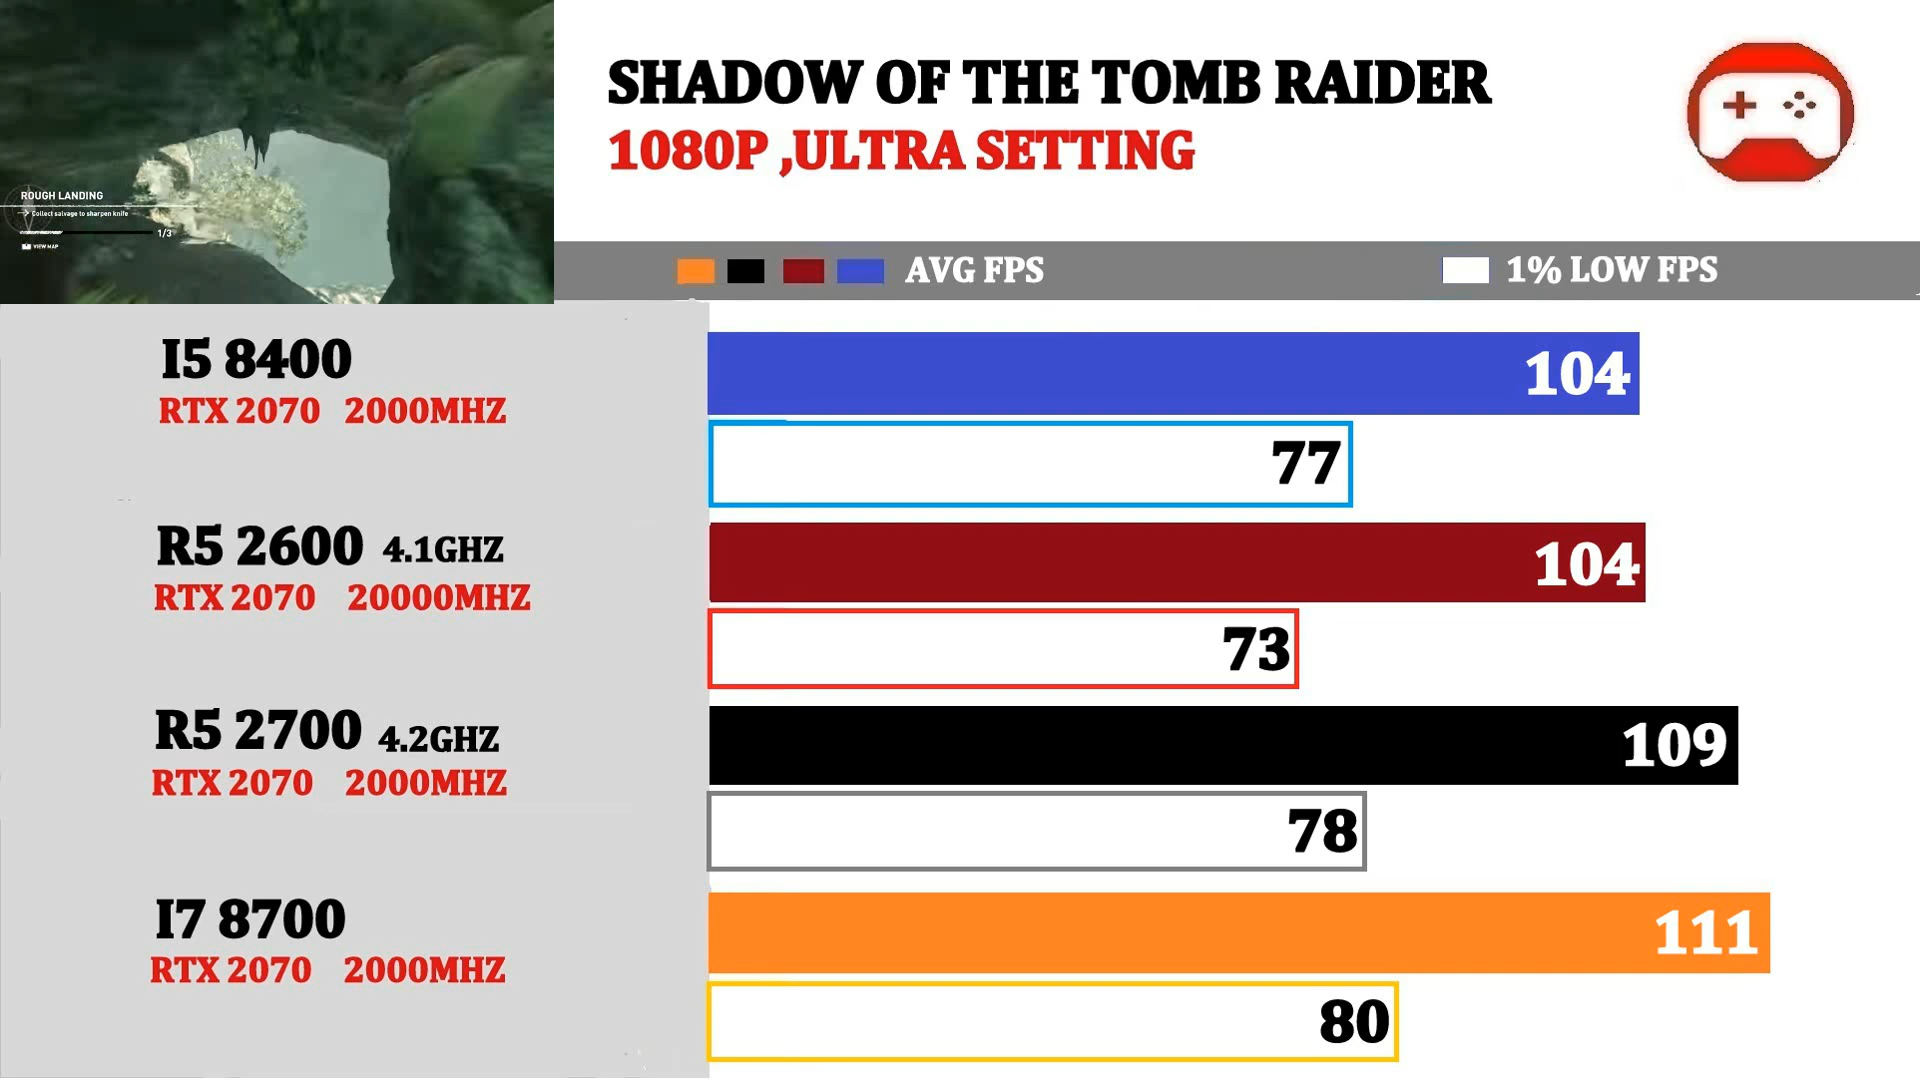 SHADOW OF THE TOMB RAIDER
1080P ,ULTRA SETTING
ROUGH LANDING
Collect salvage to sharpen knife
1/3
VIEW MAP
AVG FPS
1% LOW FPS
I5 8400
RTX 2070 2000MHZ
104
77
R5 2600 4.1GHZ
RTX 2070 20000MHZ
104
73
R5 2700 4.2GHZ
RTX 2070 2000MHZ
109
78
I7 8700
RTX 2070 2000MHZ
111
80